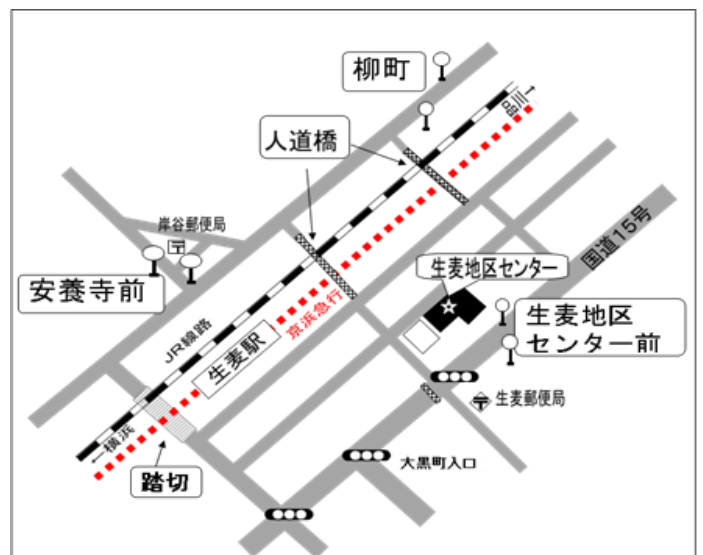 柳町
品川→
人道橋
岸谷郵便局
安養寺前
国道15号
生麦地区センター
生麦地区
センター前
京浜急行
JR線路
生麦駅
生麦郵便局
←横浜
踏切
大黒町入口